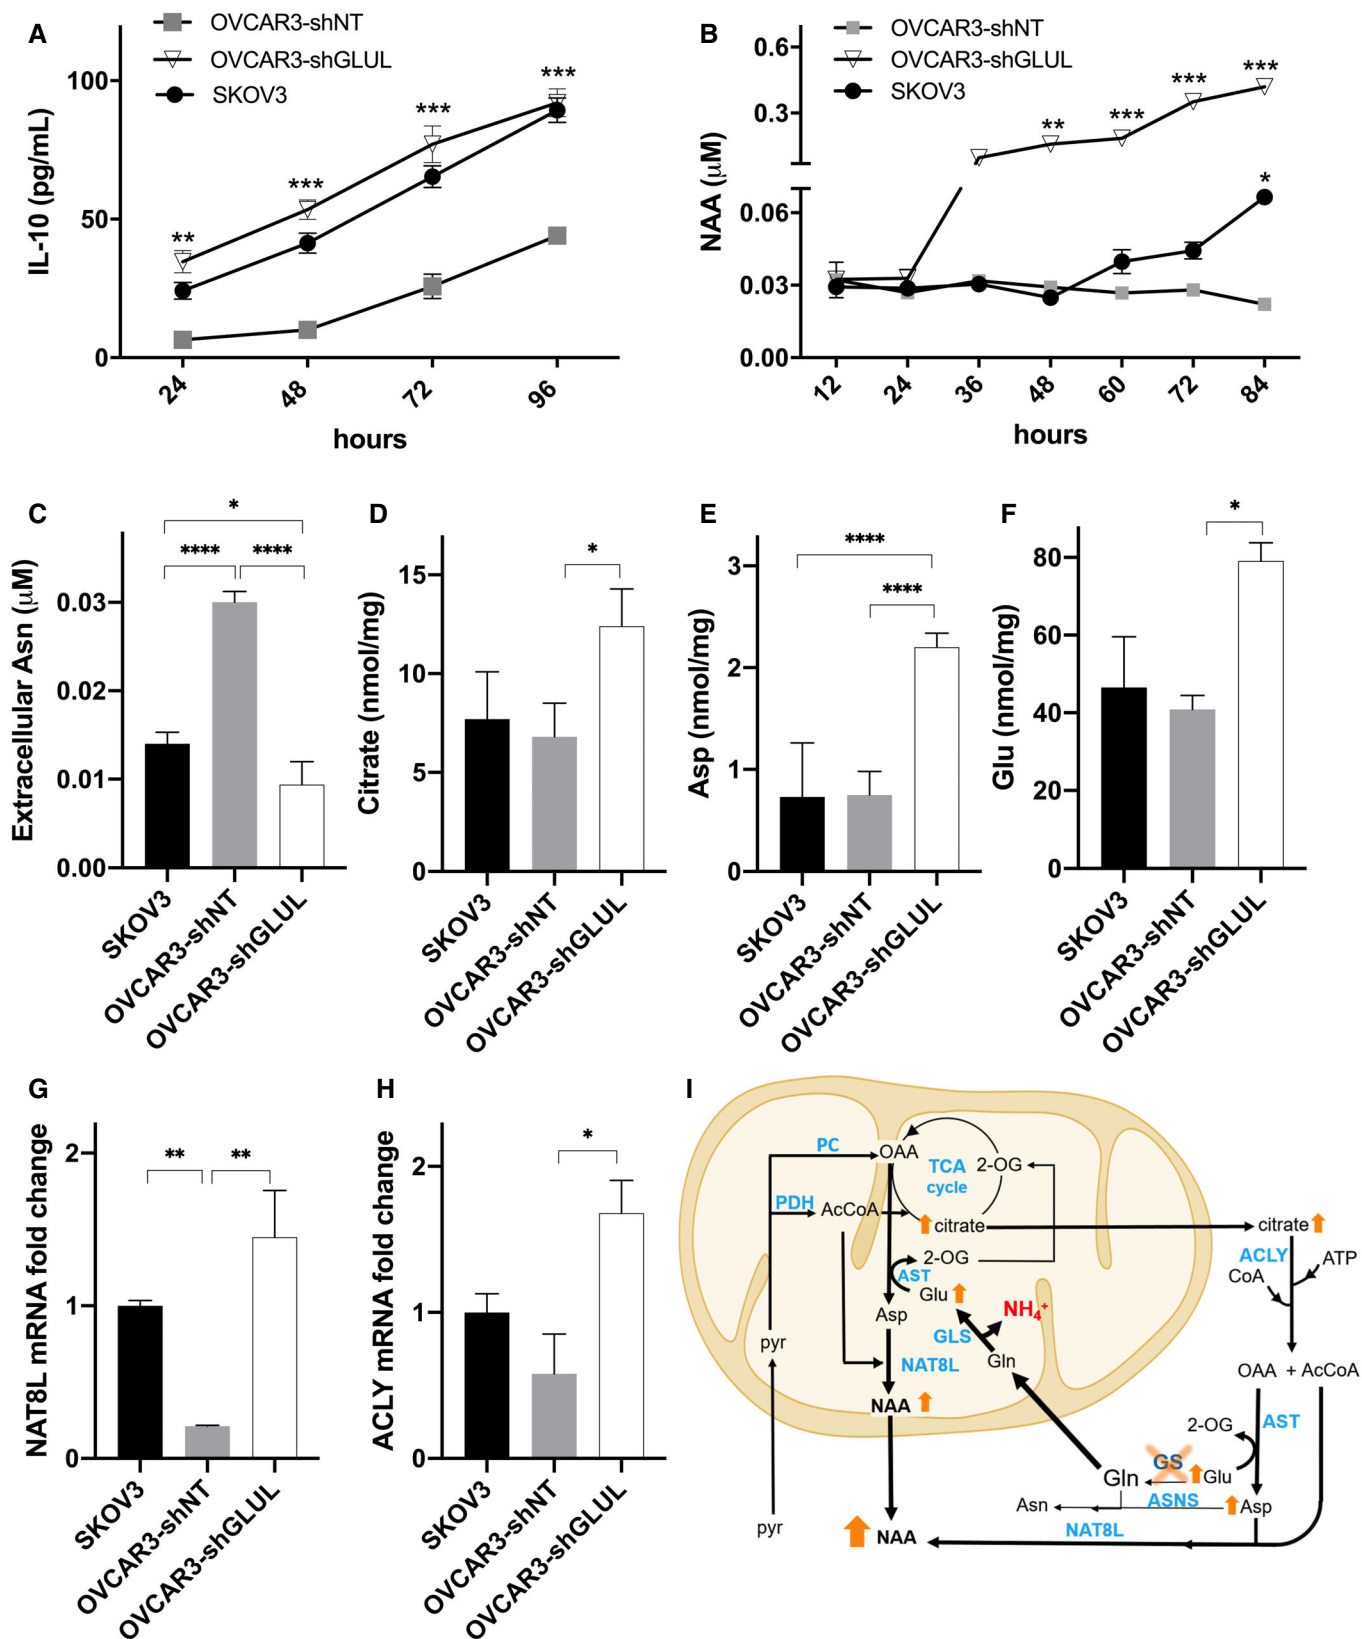 A
OVCAR3-shNT
OVCAR3-shGLUL
SKOV3
IL-10 (pg/mL)
100
50
0
**
***
***
***
24
48
72
96
hours
B
OVCAR3-shNT
OVCAR3-shGLUL
SKOV3
NAA (μM)
0.6
0.3
0.06
0.03
0.00
**
***
***
***
*
12
24
36
48
60
72
84
hours
C
Extracellular Asn (μM)
0.03
0.02
0.01
0.00
*
****
****
SKOV3
OVCAR3-shNT
OVCAR3-shGLUL
D
Citrate (nmol/mg)
15
10
5
0
*
SKOV3
OVCAR3-shNT
OVCAR3-shGLUL
E
Asp (nmol/mg)
3
2
1
0
****
****
SKOV3
OVCAR3-shNT
OVCAR3-shGLUL
F
Glu (nmol/mg)
80
60
40
20
0
*
SKOV3
OVCAR3-shNT
OVCAR3-shGLUL
G
NAT8L mRNA fold change
2
1
0
**
**
SKOV3
OVCAR3-shNT
OVCAR3-shGLUL
H
ACLY mRNA fold change
2
1
0
*
SKOV3
OVCAR3-shNT
OVCAR3-shGLUL
I
PC
OAA
TCA
cycle
2-OG
PDH
AcCoA
citrate
citrate
ACLY
CoA
ATP
2-OG
AST
Glu
Asp
NH₄⁺
GLS
Gln
pyr
NAT8L
NAA
OAA + AcCoA
2-OG
AST
GS
Gln
Glu
Asn
ASNS
Asp
NAT8L
pyr
NAA